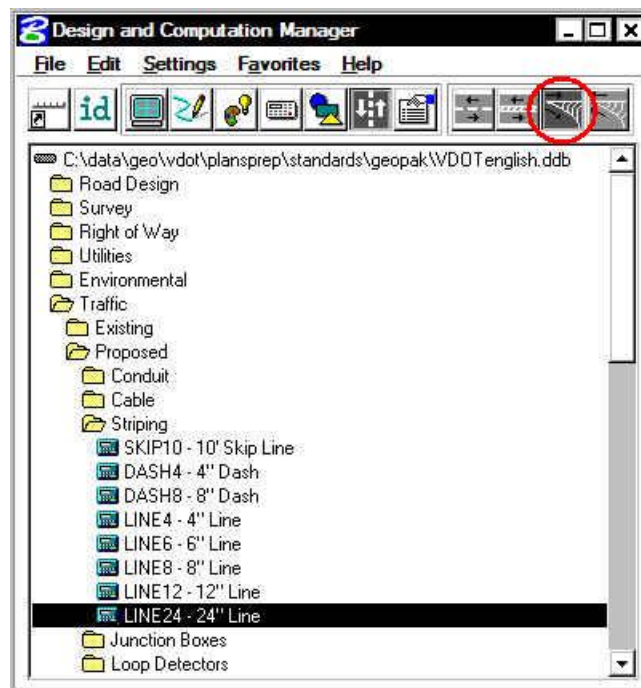 Design and Computation Manager
File Edit Settings Favorites Help
id
C:\data\geo\vdot\plansprep\standards\geopak\VDOTenglish.ddb
Road Design
Survey
Right of Way
Utilities
Environmental
Traffic
Existing
Proposed
Conduit
Cable
Striping
SKIP10 - 10' Skip Line
DASH4 - 4" Dash
DASH8 - 8" Dash
LINE4 - 4" Line
LINE6 - 6" Line
LINE8 - 8" Line
LINE12 - 12" Line
LINE24 - 24" Line
Junction Boxes
Loop Detectors